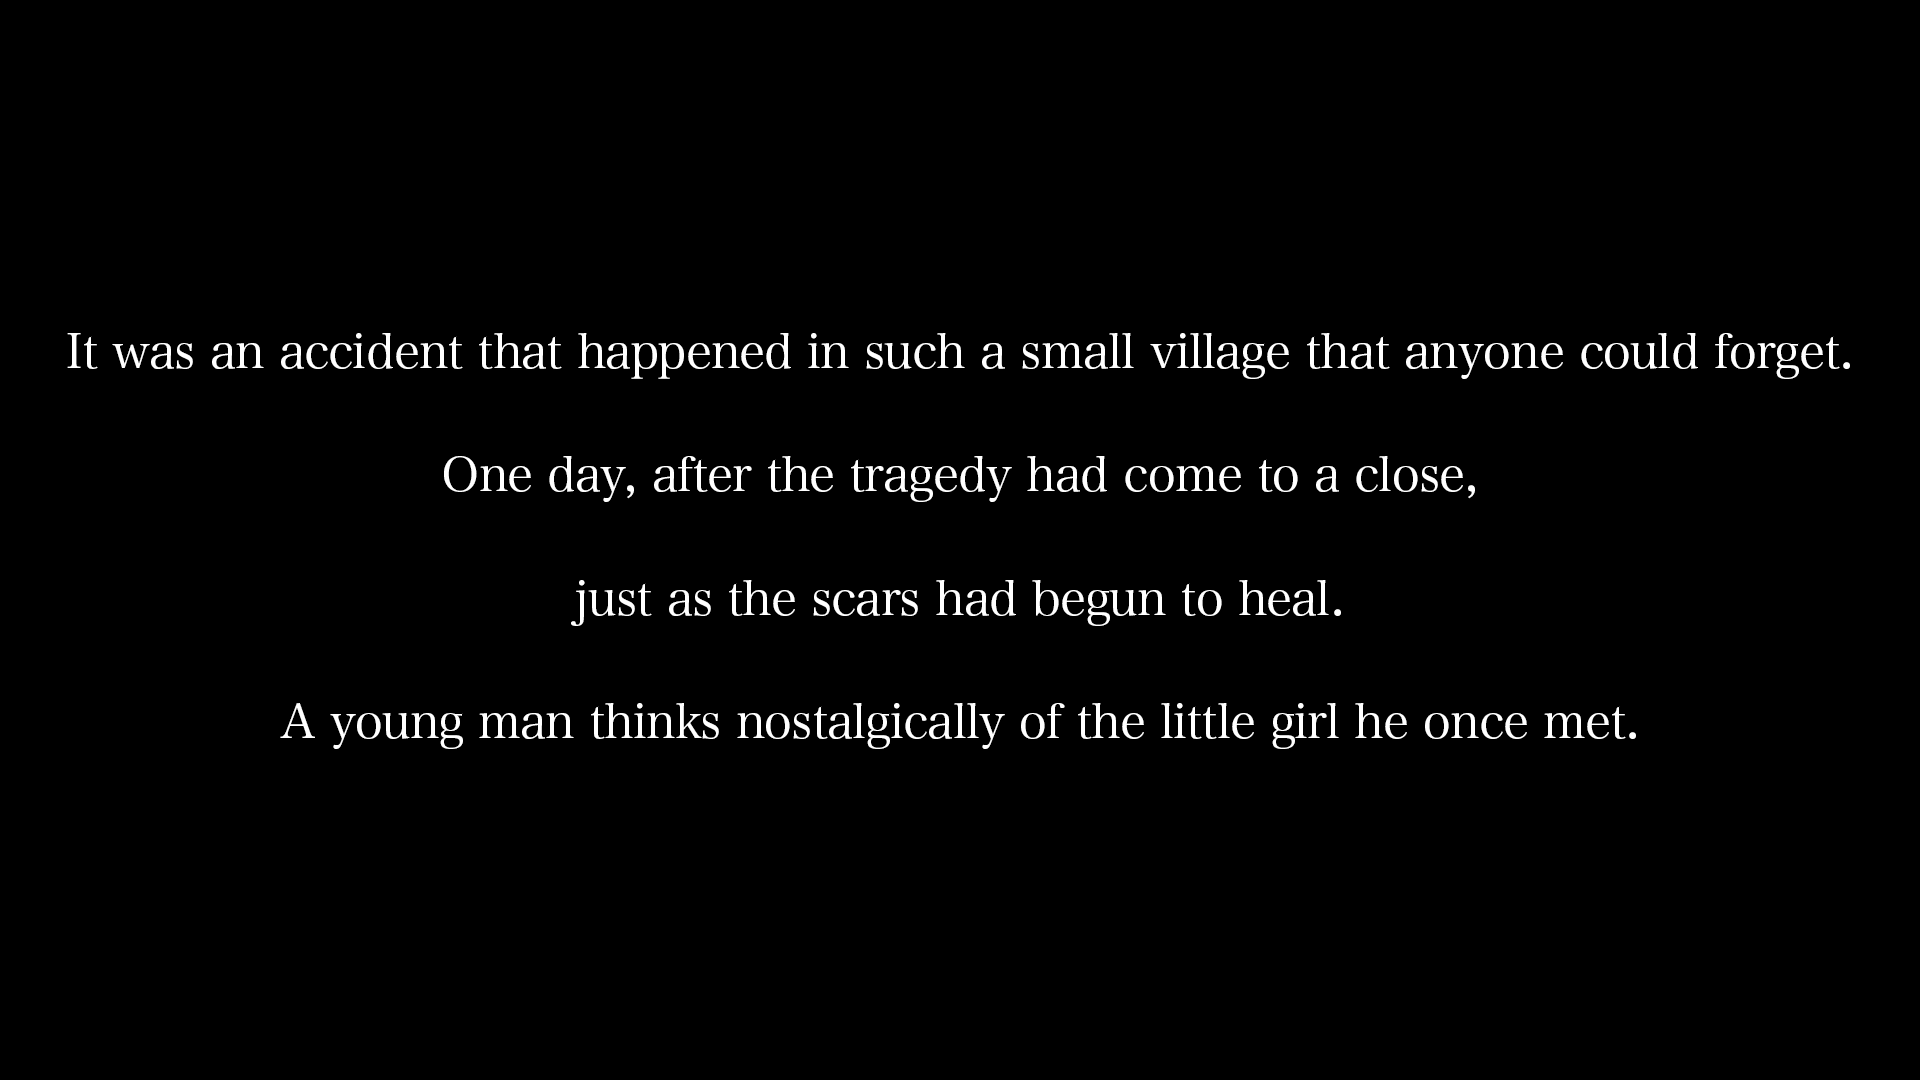 It was an accident that happened in such a small village that anyone could forget.
One day, after the tragedy had come to a close,
just as the scars had begun to heal.
A young man thinks nostalgically of the little girl he once met.